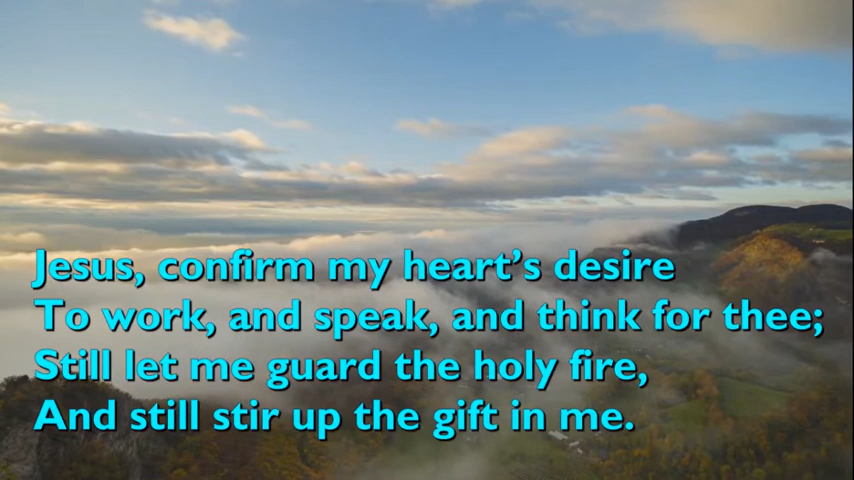 Jesus, confirm my heart’s desire
To work, and speak, and think for thee;
Still let me guard the holy fire,
And still stir up the gift in me.